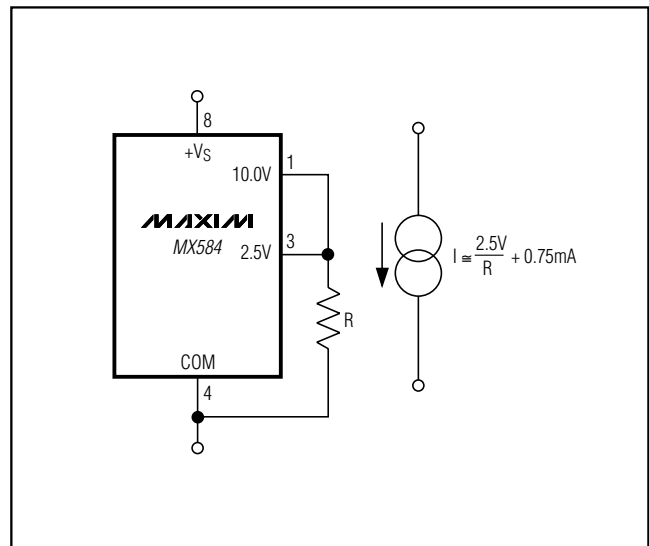 8
+VS
1
10.0V
MAXIM
MX584
3
2.5V
R
COM
4
I ≅ 2.5V/R + 0.75mA